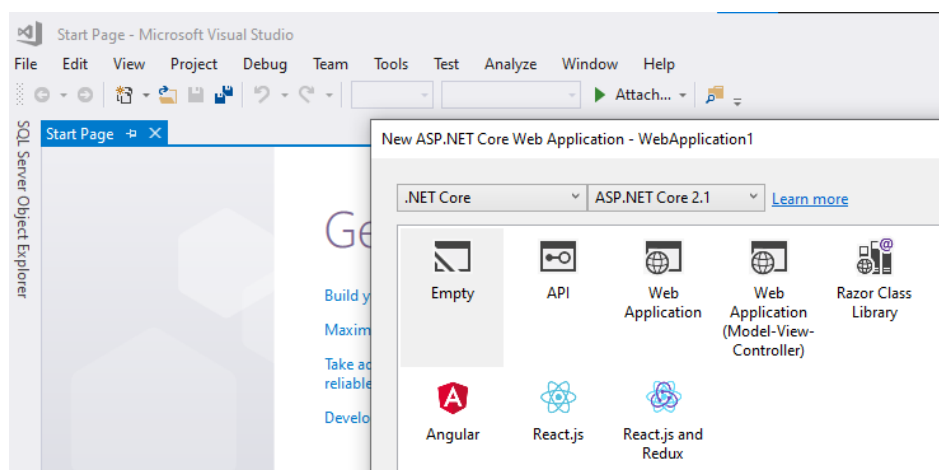 Start Page - Microsoft Visual Studio
File Edit View Project Debug Team Tools Test Analyze Window Help
Attach...
SQL Server Object Explorer
Start Page
New ASP.NET Core Web Application - WebApplication1
.NET Core
ASP.NET Core 2.1
Learn more
Ge
Build y
Maxim
Take ad
reliable
Develo
Empty
API
Web
Application
Web
Application
(Model-View-
Controller)
Razor Class
Library
Angular
React.js
React.js and
Redux